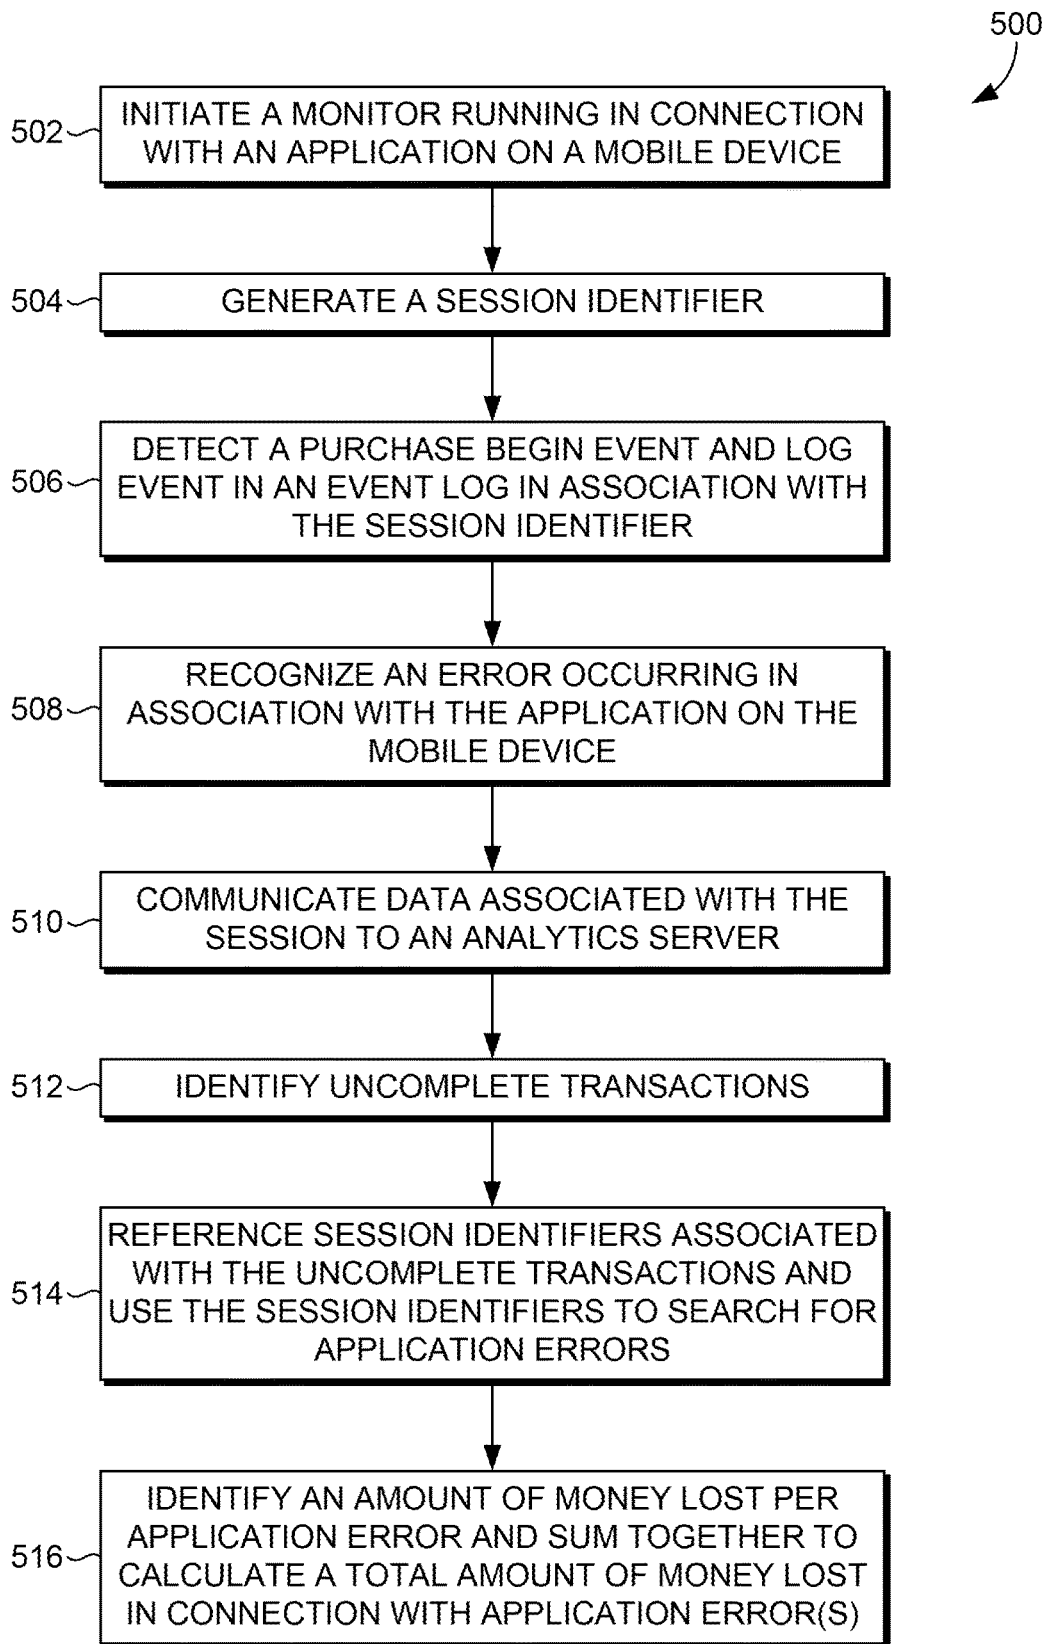 500
502
INITIATE A MONITOR RUNNING IN CONNECTION
WITH AN APPLICATION ON A MOBILE DEVICE
504
GENERATE A SESSION IDENTIFIER
506
DETECT A PURCHASE BEGIN EVENT AND LOG
EVENT IN AN EVENT LOG IN ASSOCIATION WITH
THE SESSION IDENTIFIER
508
RECOGNIZE AN ERROR OCCURRING IN
ASSOCIATION WITH THE APPLICATION ON THE
MOBILE DEVICE
510
COMMUNICATE DATA ASSOCIATED WITH THE
SESSION TO AN ANALYTICS SERVER
512
IDENTIFY UNCOMPLETE TRANSACTIONS
514
REFERENCE SESSION IDENTIFIERS ASSOCIATED
WITH THE UNCOMPLETE TRANSACTIONS AND
USE THE SESSION IDENTIFIERS TO SEARCH FOR
APPLICATION ERRORS
516
IDENTIFY AN AMOUNT OF MONEY LOST PER
APPLICATION ERROR AND SUM TOGETHER TO
CALCULATE A TOTAL AMOUNT OF MONEY LOST
IN CONNECTION WITH APPLICATION ERROR(S)